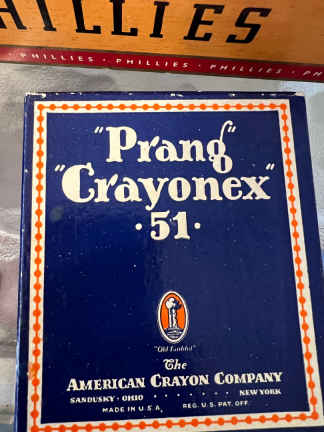 HILLIES
PHILLIES · PHILLIES · PHILLIES · PH
"Prang"
"Crayonex"
·51·
"Old Faithful"
The
AMERICAN CRAYON COMPANY
SANDUSKY · OHIO · · · · · · · NEW YORK
MADE IN U.S.A. REG. U.S. PAT. OFF.